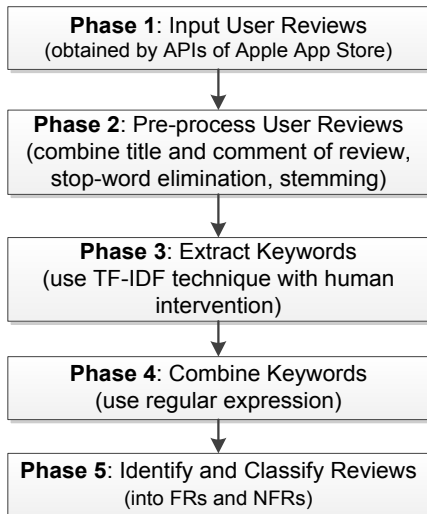 Phase 1: Input User Reviews
(obtained by APIs of Apple App Store)
Phase 2: Pre-process User Reviews
(combine title and comment of review,
stop-word elimination, stemming)
Phase 3: Extract Keywords
(use TF-IDF technique with human
intervention)
Phase 4: Combine Keywords
(use regular expression)
Phase 5: Identify and Classify Reviews
(into FRs and NFRs)